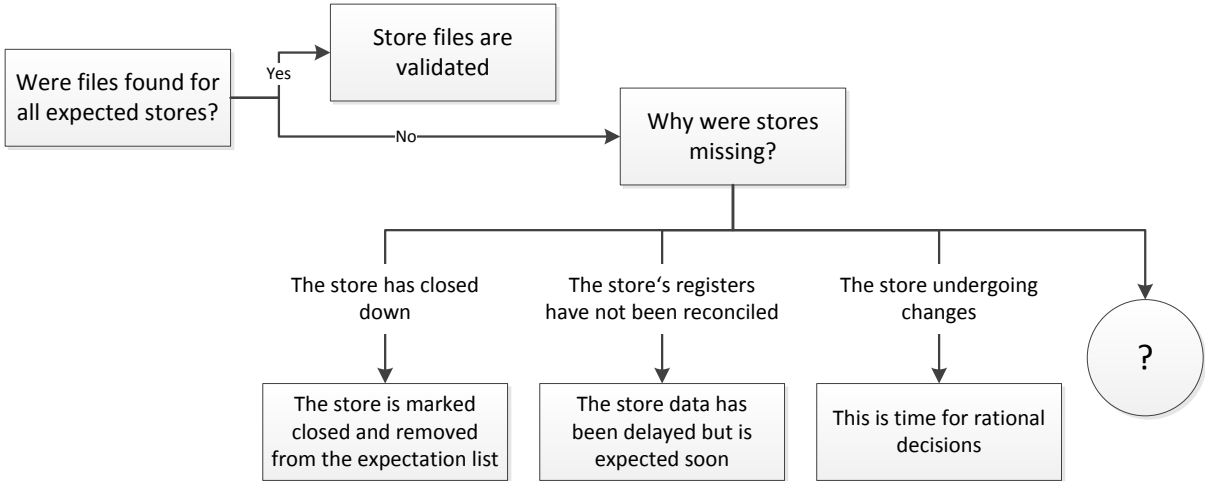 Were files found for
all expected stores?
Yes
Store files are
validated
No
Why were stores
missing?
The store has closed
down
The store‘s registers
have not been reconciled
The store undergoing
changes
?
The store is marked
closed and removed
from the expectation list
The store data has
been delayed but is
expected soon
This is time for rational
decisions